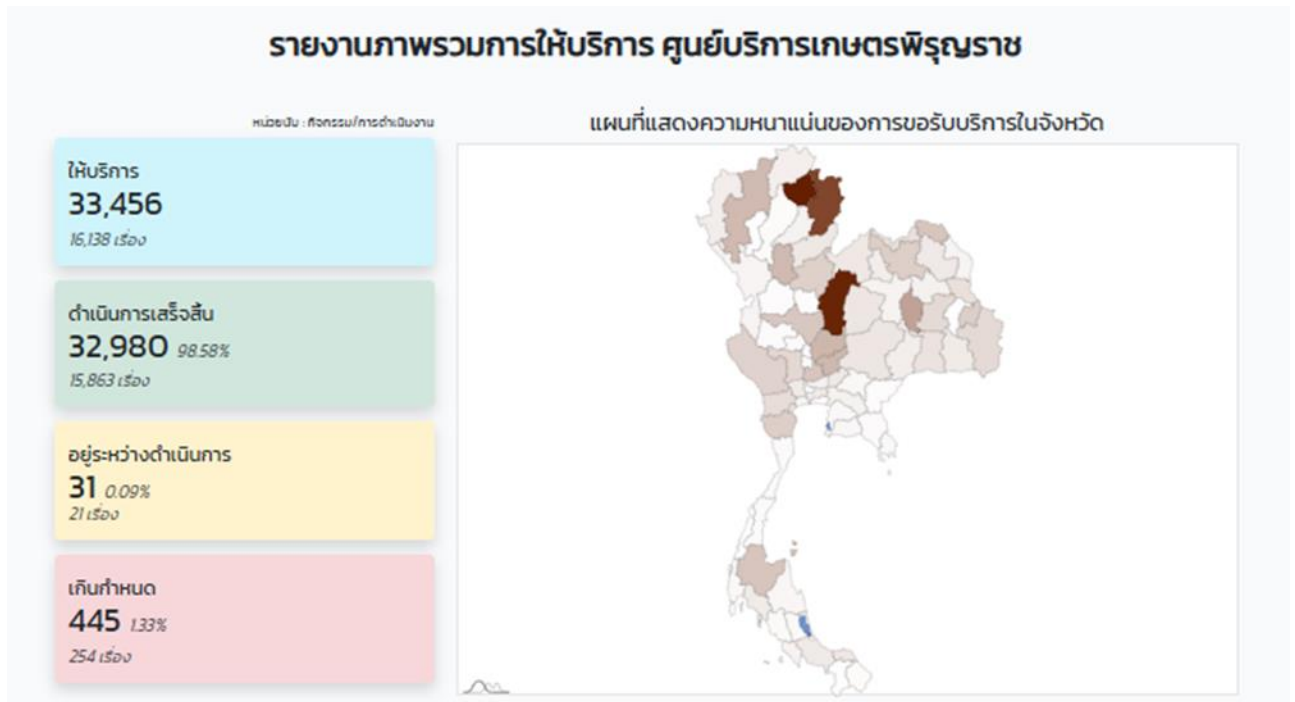 รายงานภาพรวมการให้บริการ ศูนย์บริการเกษตรพิรุณราช
หน่วยนับ : กิจกรรม/การดำเนินงาน
แผนที่แสดงความหนาแน่นของการขอรับบริการในจังหวัด
ให้บริการ
33,456
16,138 เรื่อง
ดำเนินการเสร็จสิ้น
32,980 98.58%
15,863 เรื่อง
อยู่ระหว่างดำเนินการ
31 0.09%
21 เรื่อง
เกินกำหนด
445 1.33%
254 เรื่อง